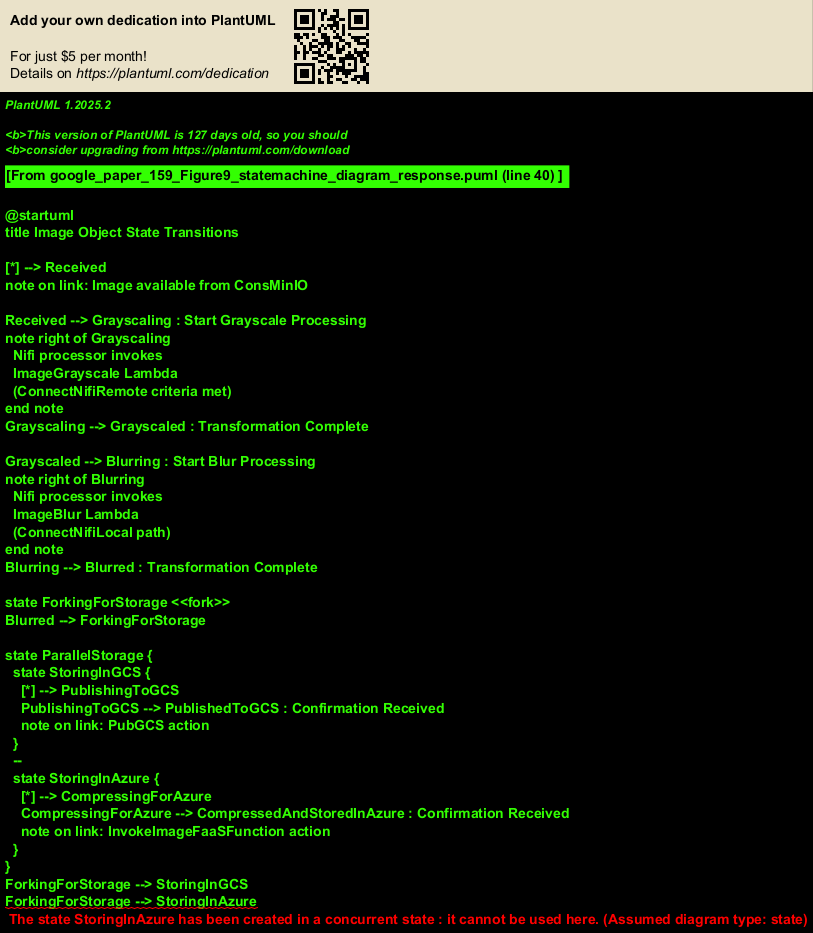 Add your own dedication into PlantUML
For just $5 per month!
Details on https://plantuml.com/dedication
PlantUML 1.2025.2
<b>This version of PlantUML is 127 days old, so you should
<b>consider upgrading from https://plantuml.com/download
[From google_paper_159_Figure9_statemachine_diagram_response.puml (line 40) ]
@startuml
title Image Object State Transitions
[*] --> Received
note on link: Image available from ConsMinIO
Received --> Grayscaling : Start Grayscale Processing
note right of Grayscaling
Nifi processor invokes
ImageGrayscale Lambda
(ConnectNifiRemote criteria met)
end note
Grayscaling --> Grayscaled : Transformation Complete
Grayscaled --> Blurring : Start Blur Processing
note right of Blurring
Nifi processor invokes
ImageBlur Lambda
(ConnectNifiLocal path)
end note
Blurring --> Blurred : Transformation Complete
state ForkingForStorage <<fork>>
Blurred --> ForkingForStorage
state ParallelStorage {
state StoringInGCS {
[*] --> PublishingToGCS
PublishingToGCS --> PublishedToGCS : Confirmation Received
note on link: PubGCS action
}
--
state StoringInAzure {
[*] --> CompressingForAzure
CompressingForAzure --> CompressedAndStoredInAzure : Confirmation Received
note on link: InvokeImageFaaSFunction action
}
}
ForkingForStorage --> StoringInGCS
ForkingForStorage --> StoringInAzure
The state StoringInAzure has been created in a concurrent state : it cannot be used here. (Assumed diagram type: state)